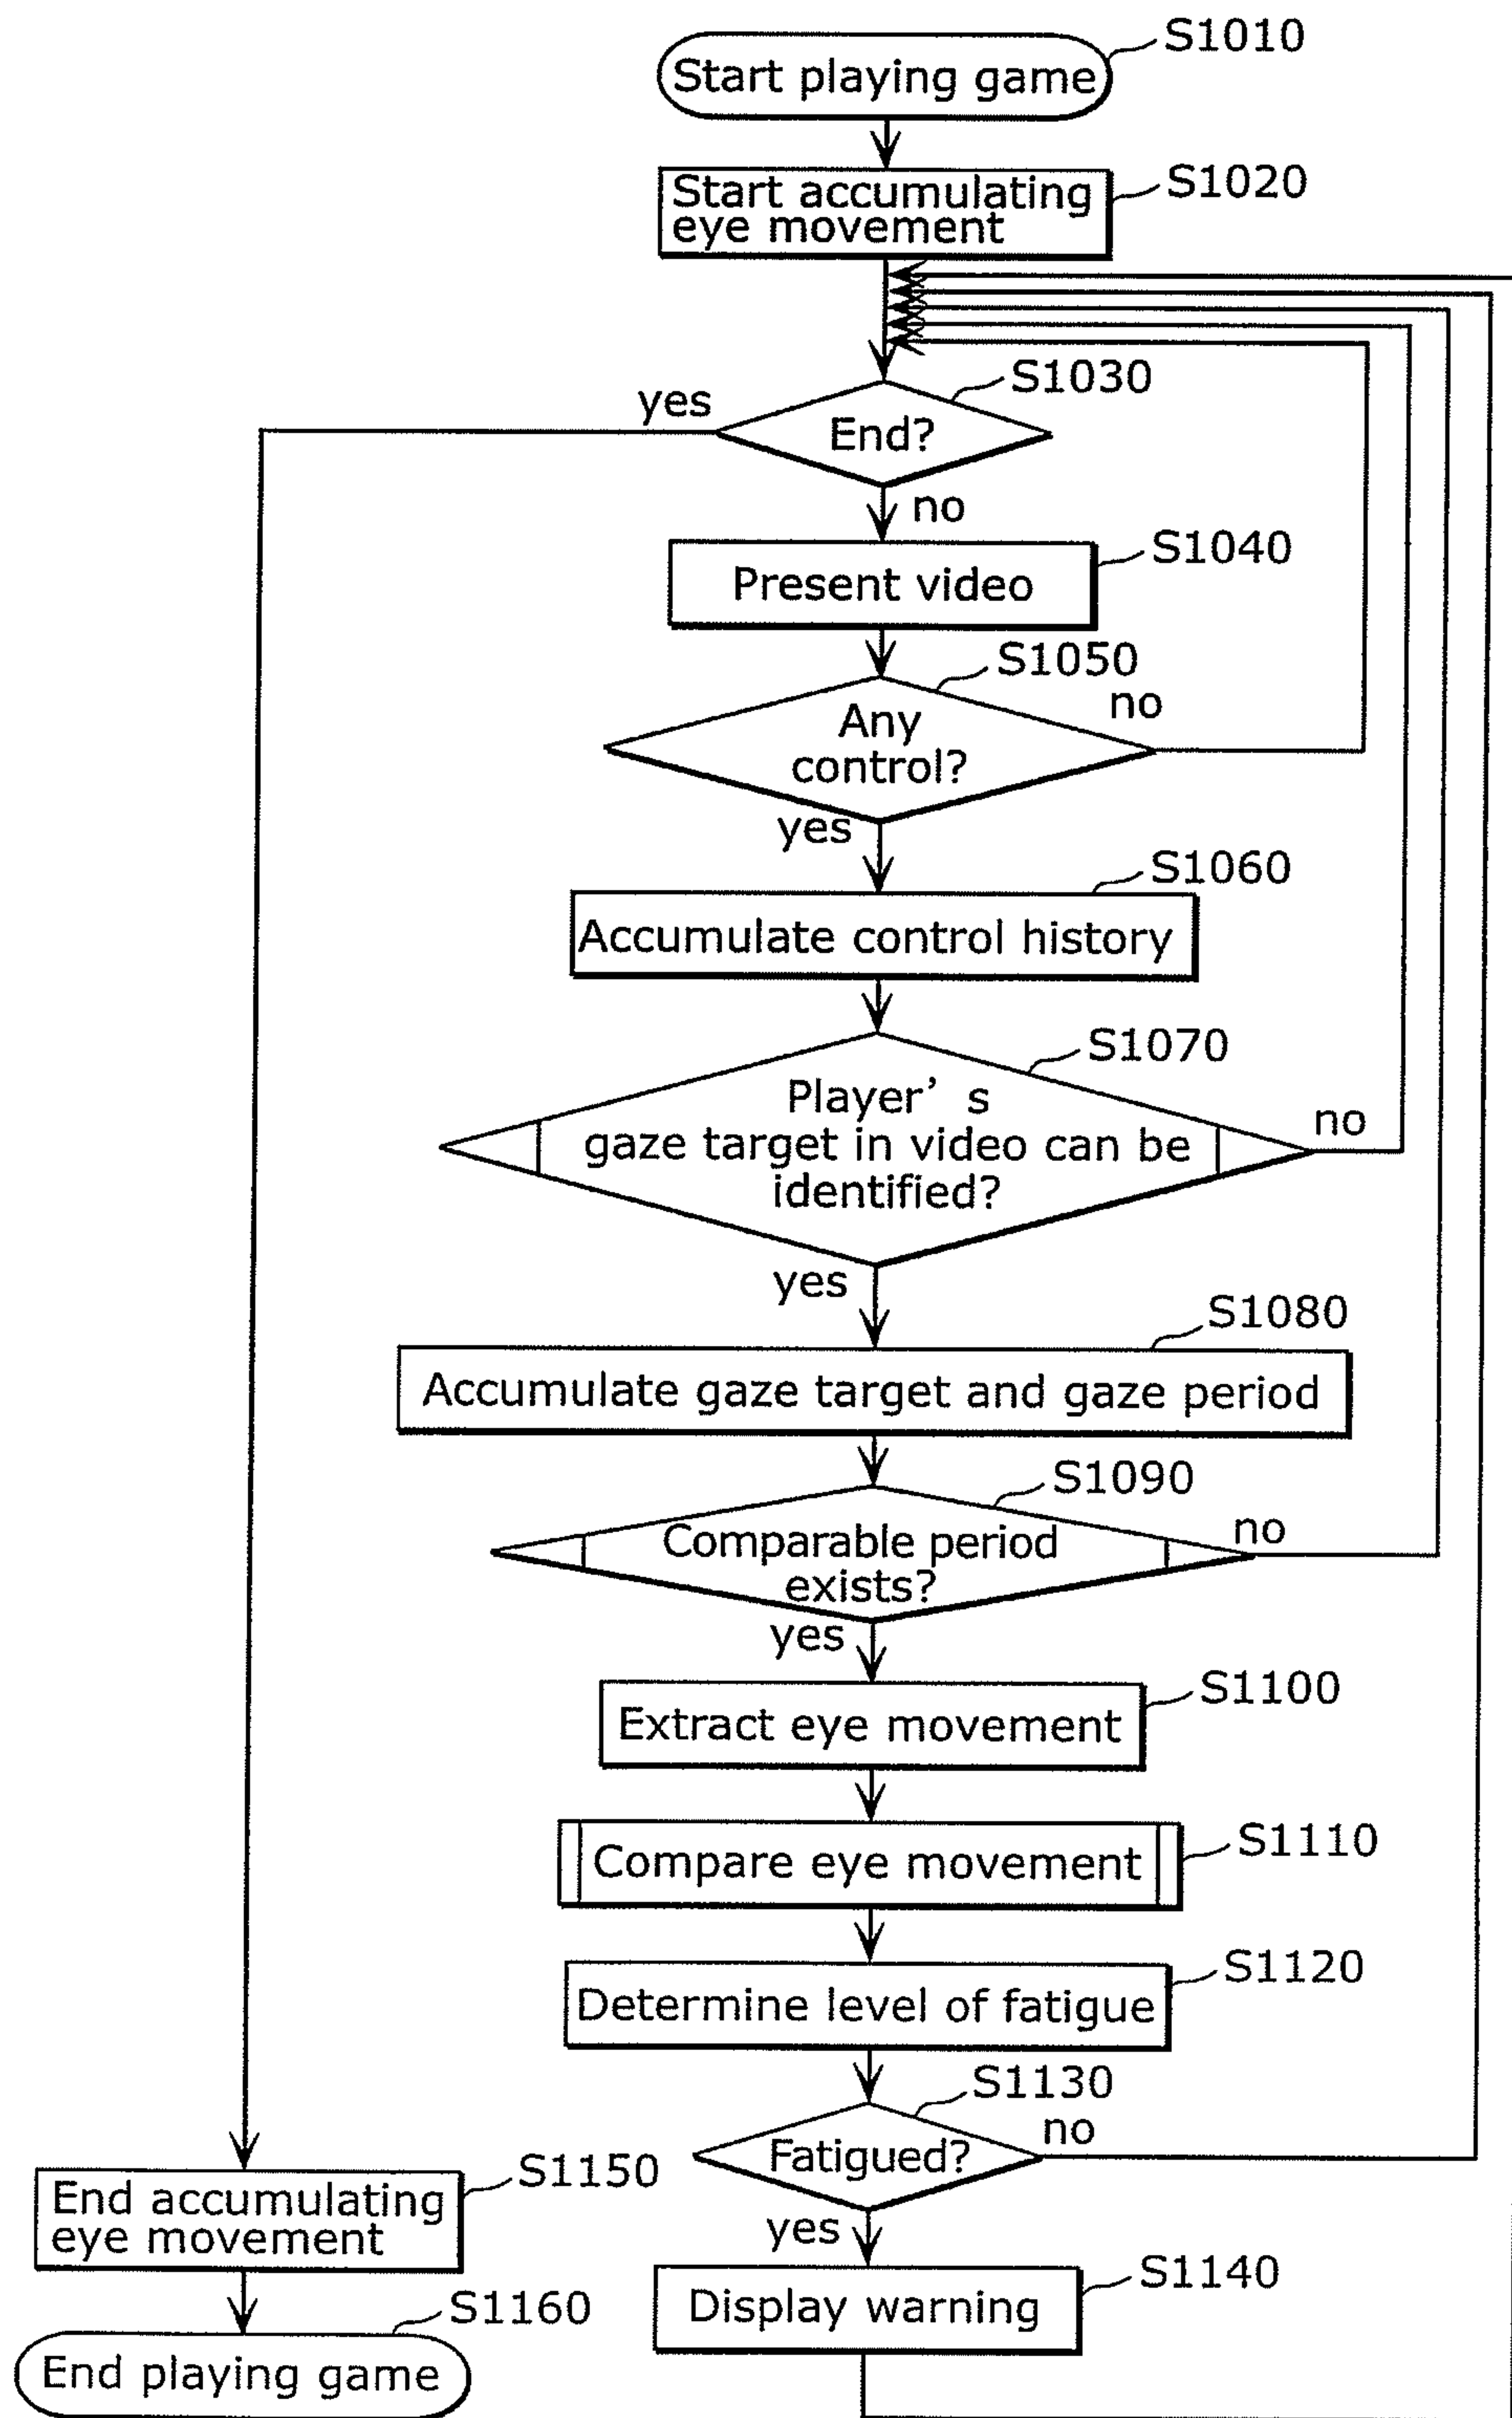 S1010
Start playing game
S1020
Start accumulating
eye movement
S1030
yes
End?
no
S1040
Present video
S1050
no
Any
control?
yes
S1060
Accumulate control history
S1070
Player’ s
no
gaze target in video can be
identified?
yes
S1080
Accumulate gaze target and gaze period
S1090
no
Comparable period
exists?
yes
S1100
Extract eye movement
S1110
Compare eye movement
S1120
Determine level of fatigue
S1130
no
Fatigued?
S1150
End accumulating
eye movement
yes
S1140
Display warning
S1160
End playing game